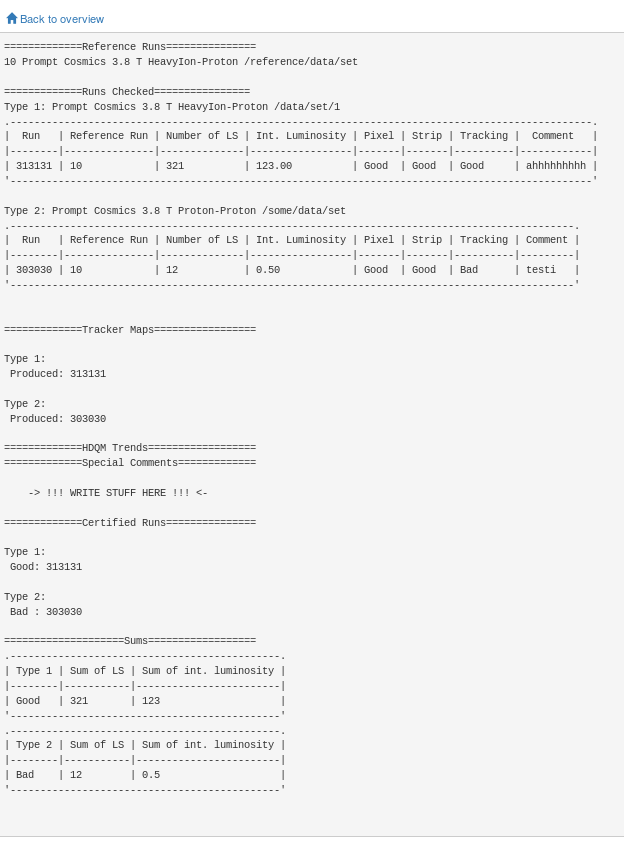 Back to overview
=============Reference Runs===============
10 Prompt Cosmics 3.8 T HeavyIon-Proton /reference/data/set
=============Runs Checked================
Type 1: Prompt Cosmics 3.8 T HeavyIon-Proton /data/set/1
.-------------------------------------------------------------------------------------------------.
|  Run   | Reference Run | Number of LS | Int. Luminosity | Pixel | Strip | Tracking |  Comment   |
|--------|---------------|--------------|-----------------|-------|-------|----------|------------|
| 313131 | 10            | 321          | 123.00          | Good  | Good  | Good     | ahhhhhhhhh |
'-------------------------------------------------------------------------------------------------'
Type 2: Prompt Cosmics 3.8 T Proton-Proton /some/data/set
.----------------------------------------------------------------------------------------------.
|  Run   | Reference Run | Number of LS | Int. Luminosity | Pixel | Strip | Tracking | Comment |
|--------|---------------|--------------|-----------------|-------|-------|----------|---------|
| 303030 | 10            | 12           | 0.50            | Good  | Good  | Bad      | testi   |
'----------------------------------------------------------------------------------------------'
=============Tracker Maps=================
Type 1:
 Produced: 313131
Type 2:
 Produced: 303030
=============HDQM Trends==================
=============Special Comments=============
    -> !!! WRITE STUFF HERE !!! <-
=============Certified Runs===============
Type 1:
 Good: 313131
Type 2:
 Bad : 303030
====================Sums==================
.---------------------------------------------.
| Type 1 | Sum of LS | Sum of int. luminosity |
|--------|-----------|------------------------|
| Good   | 321       | 123                    |
'---------------------------------------------'
.---------------------------------------------.
| Type 2 | Sum of LS | Sum of int. luminosity |
|--------|-----------|------------------------|
| Bad    | 12        | 0.5                    |
'---------------------------------------------'